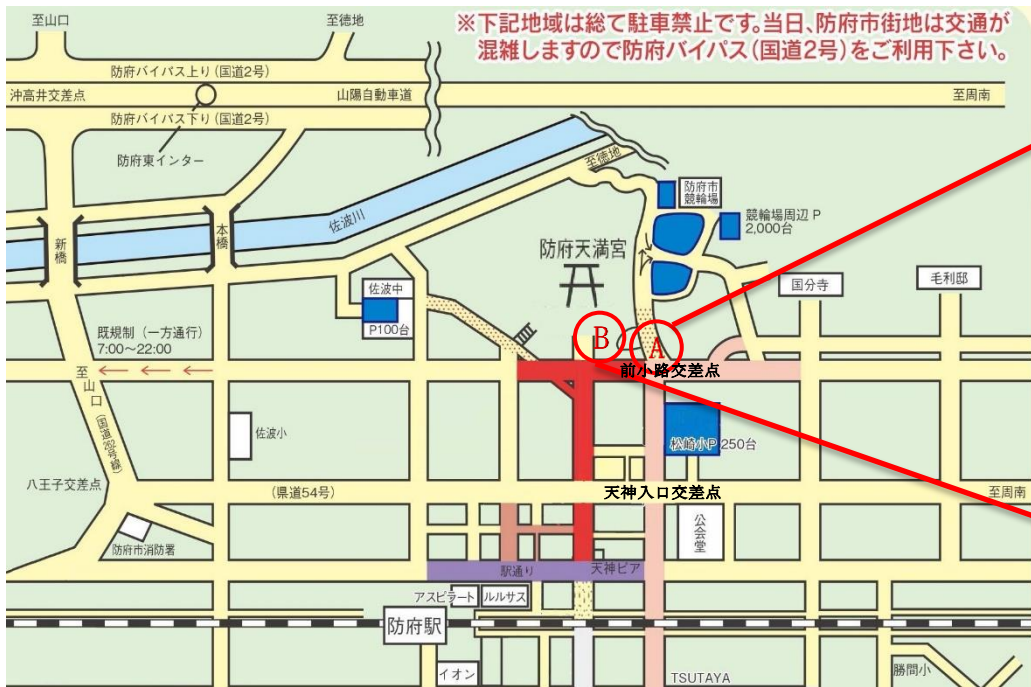 ※下記地域は総て駐車禁止です。当日、防府市街地は交通が
混雑しますので防府バイパス(国道2号)をご利用下さい。
至山口
至徳地
防府バイパス上り(国道2号)
沖高井交差点
山陽自動車道
至周南
防府バイパス下り(国道2号)
防府東インター
至徳地
防府市
競輪場
競輪場周辺 P
2,000台
佐波川
新橋
本橋
防府天満宮
国分寺
毛利邸
佐波中
P100台
既規制(一方通行)
7:00~22:00
B
A
前小路交差点
至山口
(国道262号線)
佐波小
松崎小P 250台
八王子交差点
(県道54号)
天神入口交差点
至周南
公会堂
防府市消防署
駅通り
天神ピア
アスピラート
ルルサス
防府駅
イオン
TSUTAYA
勝間小